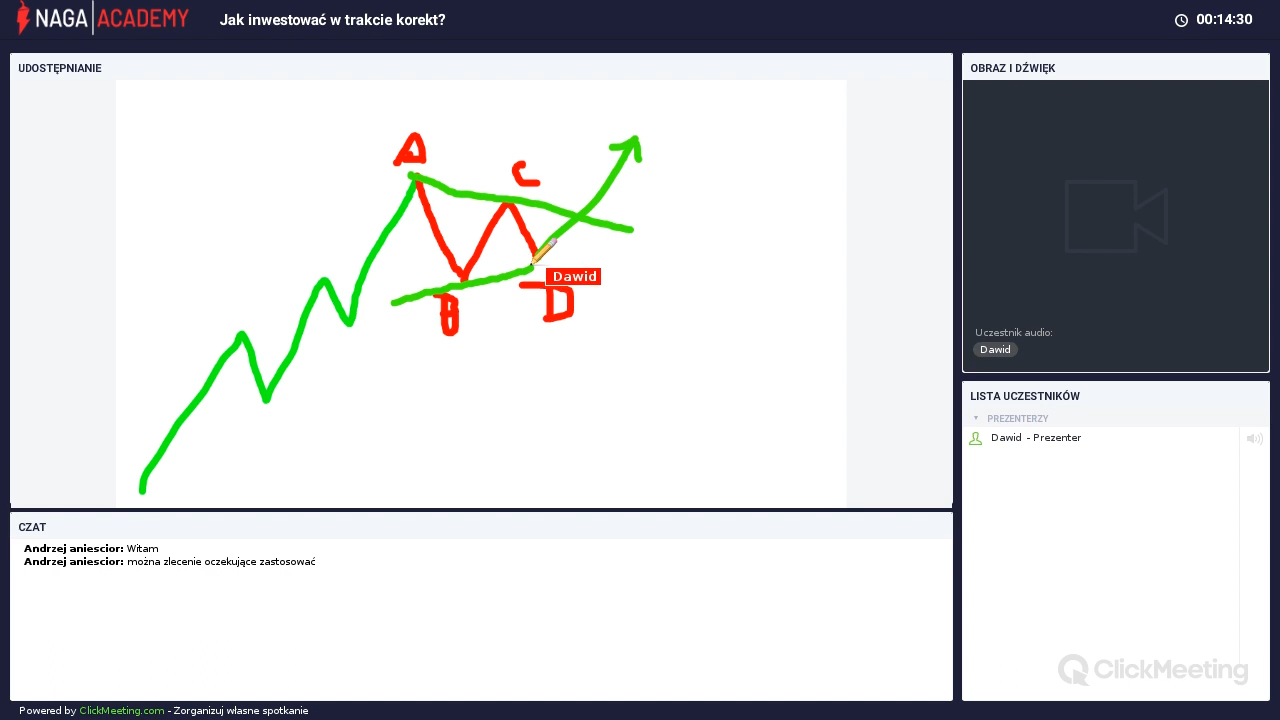 NAGA|ACADEMY
Jak inwestować w trakcie korekt?
00:14:30
UDOSTĘPNIANIE
A
C
B
D
Dawid
OBRAZ I DŹWIĘK
Uczestnik audio:
Dawid
LISTA UCZESTNIKÓW
PREZENTERZY
Dawid - Prezenter
CZAT
Andrzej aniescior: Witam
Andrzej aniescior: można zlecenie oczekujące zastosować
ClickMeeting
Powered by ClickMeeting.com - Zorganizuj własne spotkanie